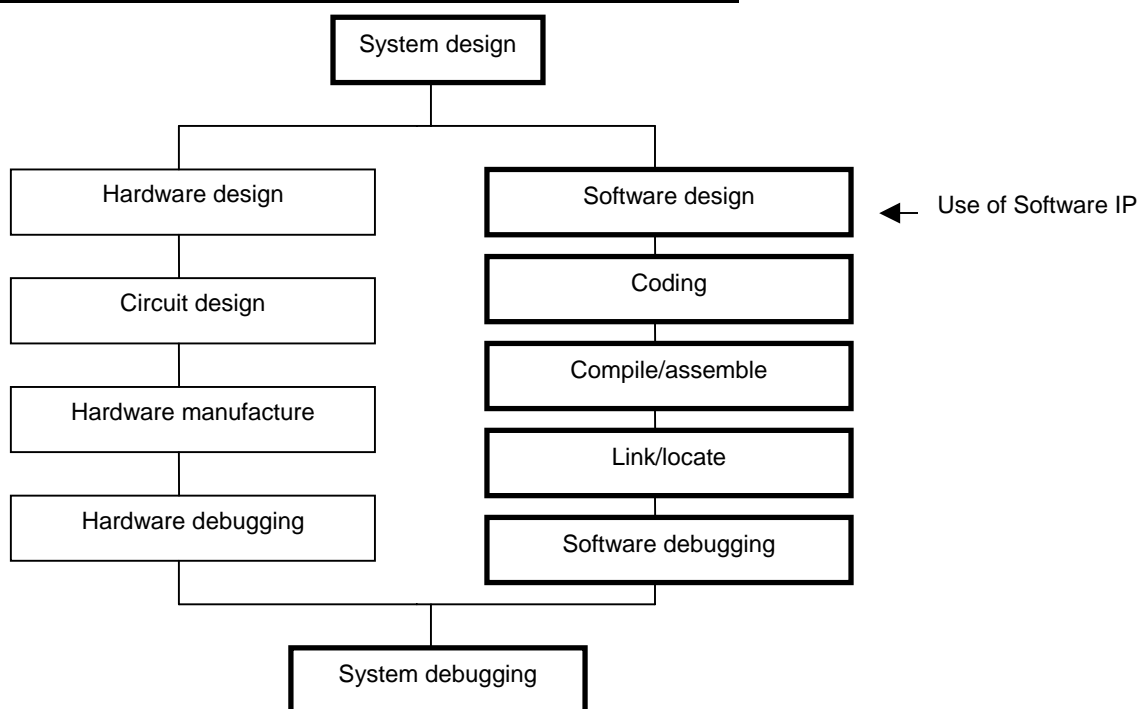 System design
Hardware design
Circuit design
Hardware manufacture
Hardware debugging
Software design
Use of Software IP
Coding
Compile/assemble
Link/locate
Software debugging
System debugging